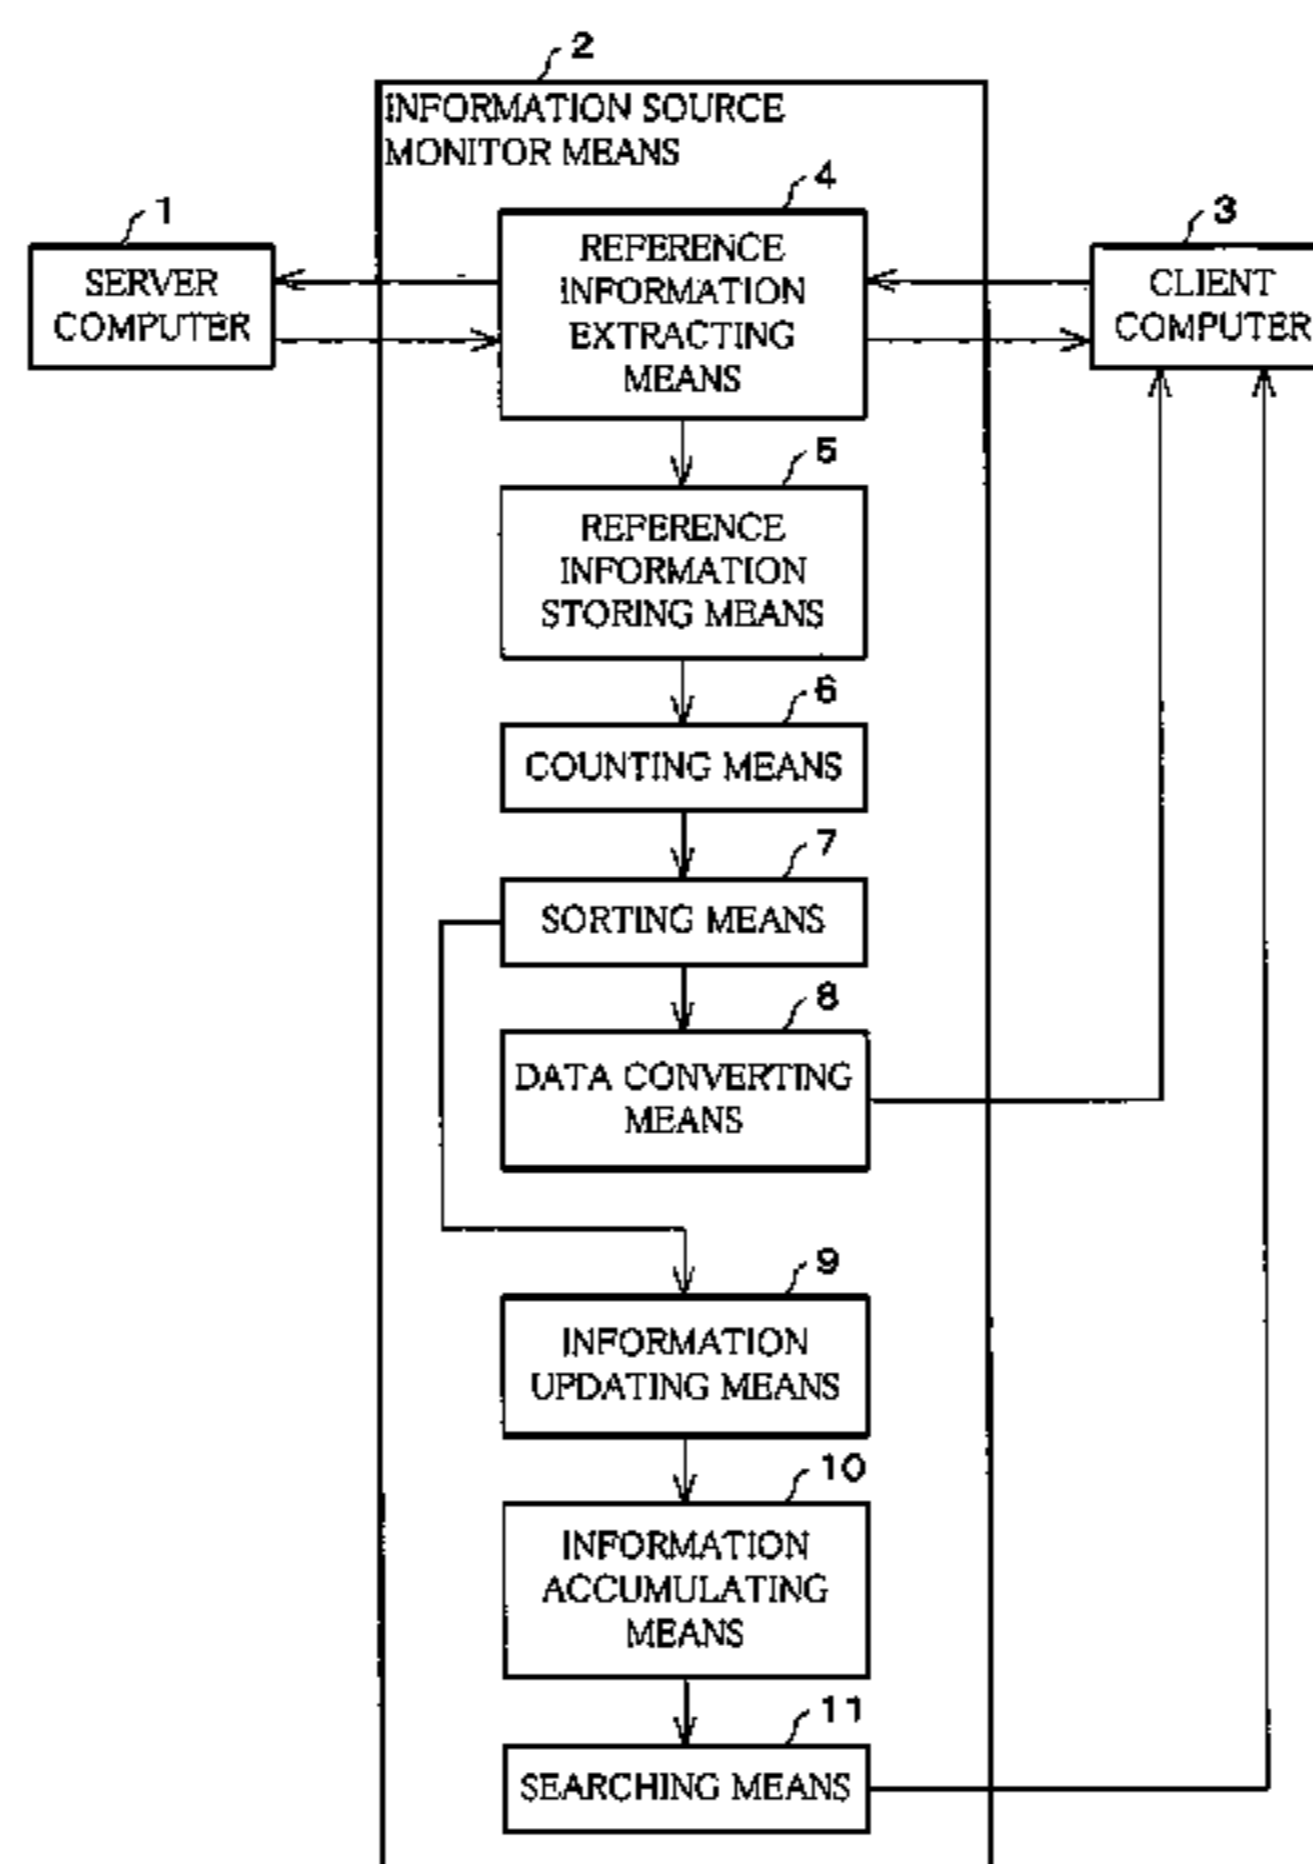 2
INFORMATION SOURCE
MONITOR MEANS
1
SERVER
COMPUTER
4
REFERENCE
INFORMATION
EXTRACTING
MEANS
3
CLIENT
COMPUTER
5
REFERENCE
INFORMATION
STORING MEANS
6
COUNTING MEANS
7
SORTING MEANS
8
DATA CONVERTING
MEANS
9
INFORMATION
UPDATING MEANS
10
INFORMATION
ACCUMULATING
MEANS
11
SEARCHING MEANS